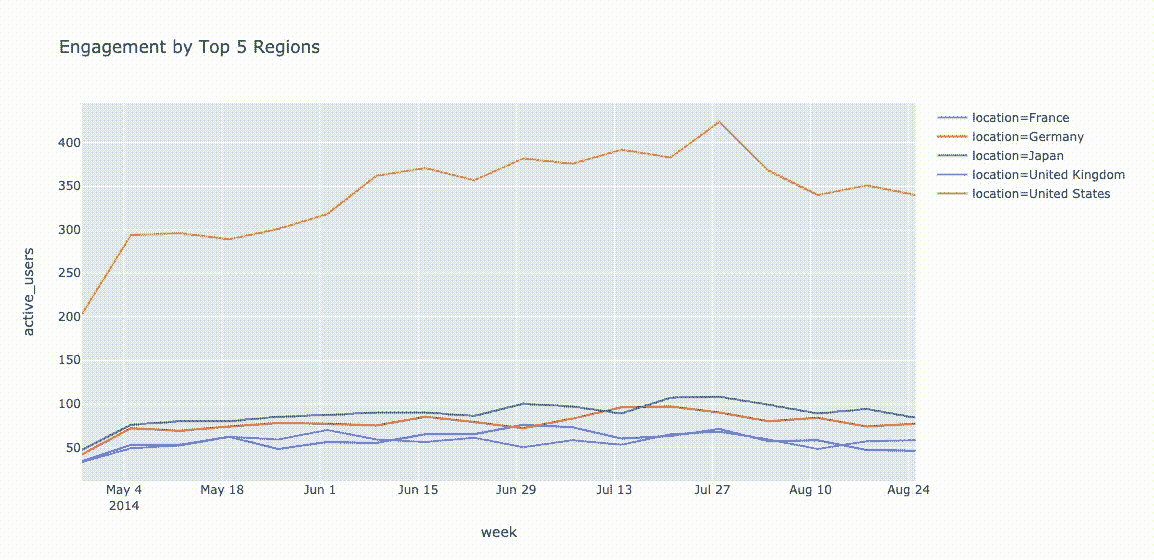 Engagement by Top 5 Regions
location=France
location=Germany
location=Japan
location=United Kingdom
location=United States
active_users
400
350
300
250
200
150
100
50
May 4 May 18 Jun 1 Jun 15 Jun 29 Jul 13 Jul 27 Aug 10 Aug 24
2014
week